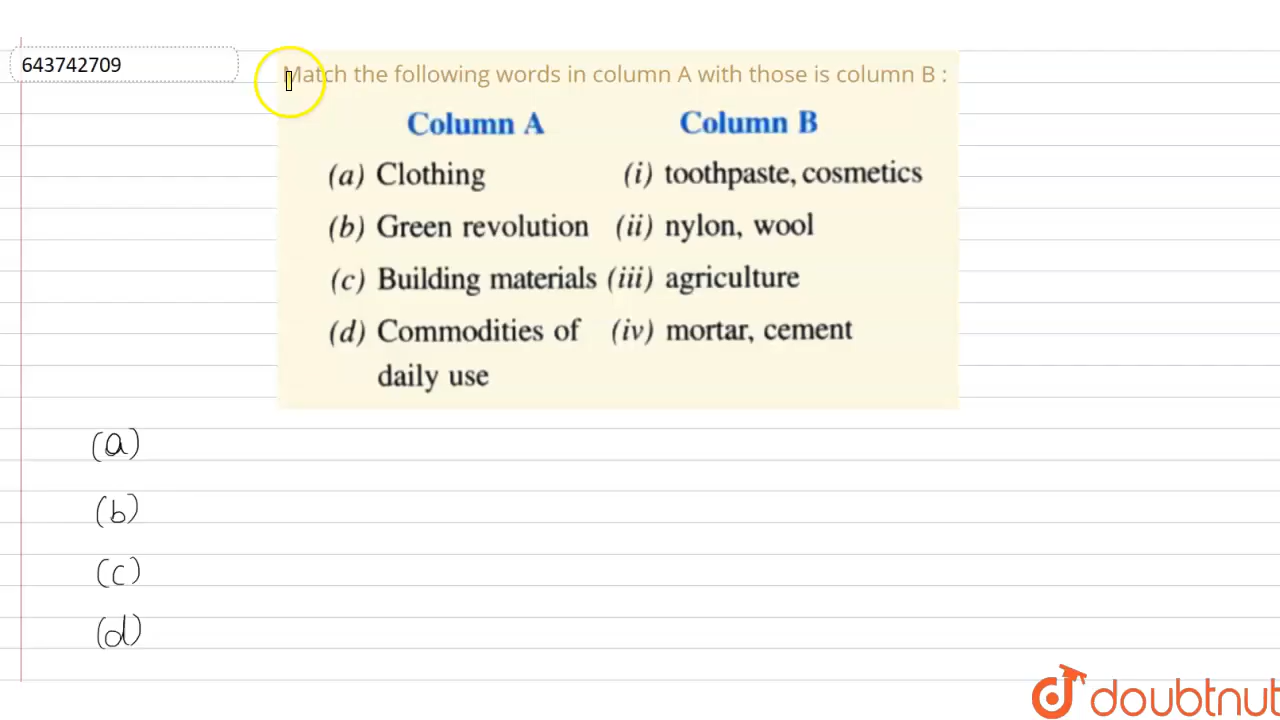 643742709
Match the following words in column A with those is column B :
Column A Column B
(a) Clothing (i) toothpaste, cosmetics
(b) Green revolution (ii) nylon, wool
(c) Building materials (iii) agriculture
(d) Commodities of (iv) mortar, cement
daily use
(a)
(b)
(c)
(d)
doubtnut